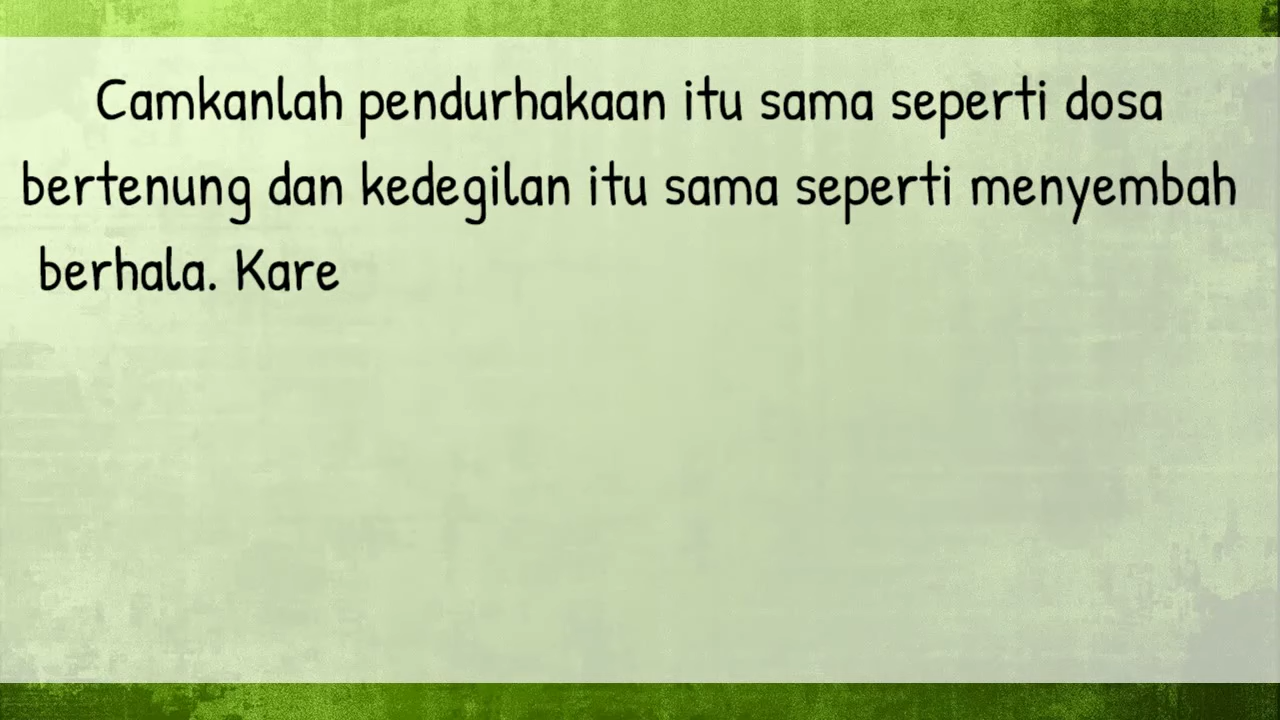 Camkanlah pendurhakaan itu sama seperti dosa
bertenung dan kedegilan itu sama seperti menyembah
berhala. Kare